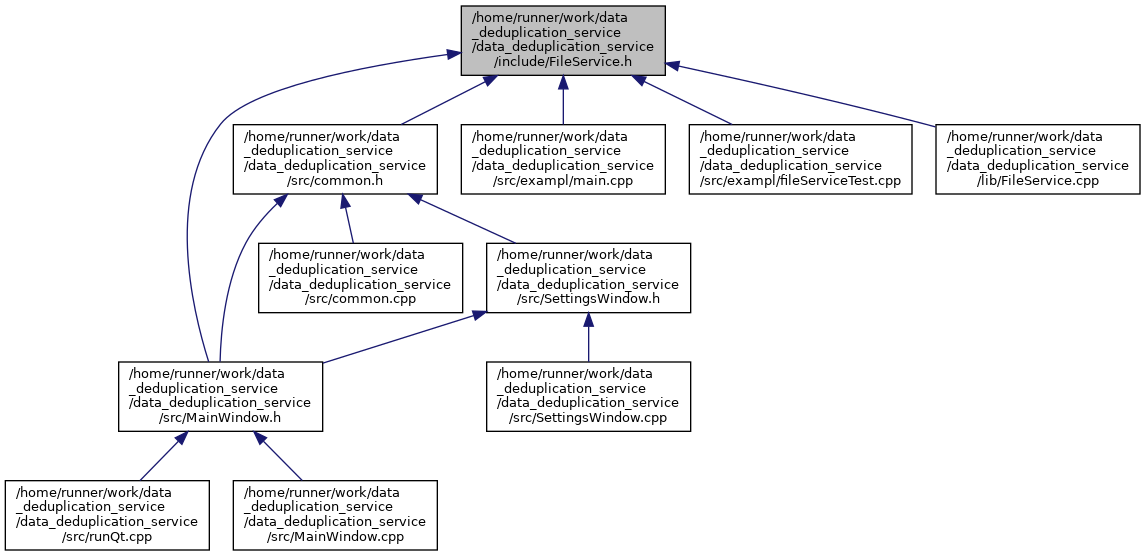 /home/runner/work/data
_deduplication_service
/data_deduplication_service
/include/FileService.h
/home/runner/work/data
_deduplication_service
/data_deduplication_service
/src/common.h
/home/runner/work/data
_deduplication_service
/data_deduplication_service
/src/exampl/main.cpp
/home/runner/work/data
_deduplication_service
/data_deduplication_service
/src/exampl/fileServiceTest.cpp
/home/runner/work/data
_deduplication_service
/data_deduplication_service
/lib/FileService.cpp
/home/runner/work/data
_deduplication_service
/data_deduplication_service
/src/common.cpp
/home/runner/work/data
_deduplication_service
/data_deduplication_service
/src/SettingsWindow.h
/home/runner/work/data
_deduplication_service
/data_deduplication_service
/src/MainWindow.h
/home/runner/work/data
_deduplication_service
/data_deduplication_service
/src/SettingsWindow.cpp
/home/runner/work/data
_deduplication_service
/data_deduplication_service
/src/runQt.cpp
/home/runner/work/data
_deduplication_service
/data_deduplication_service
/src/MainWindow.cpp